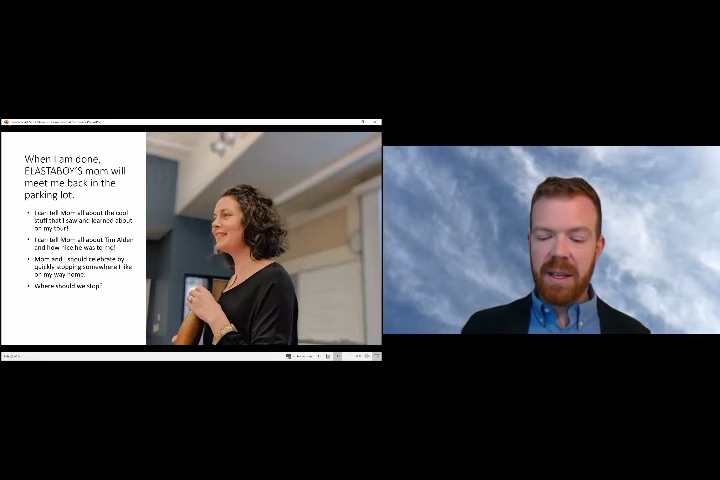 When I am done,
ELASTABOY'S mom will
meet me back in the
parking lot.
• I can tell Mom all about the cool
stuff that I saw and learned about
on my tour!
• I can tell Mom all about Tim Alden
and how nice he was to me!
• Mom and I should celebrate by
quickly stopping somewhere I like
on my way home.
• Where should we stop?